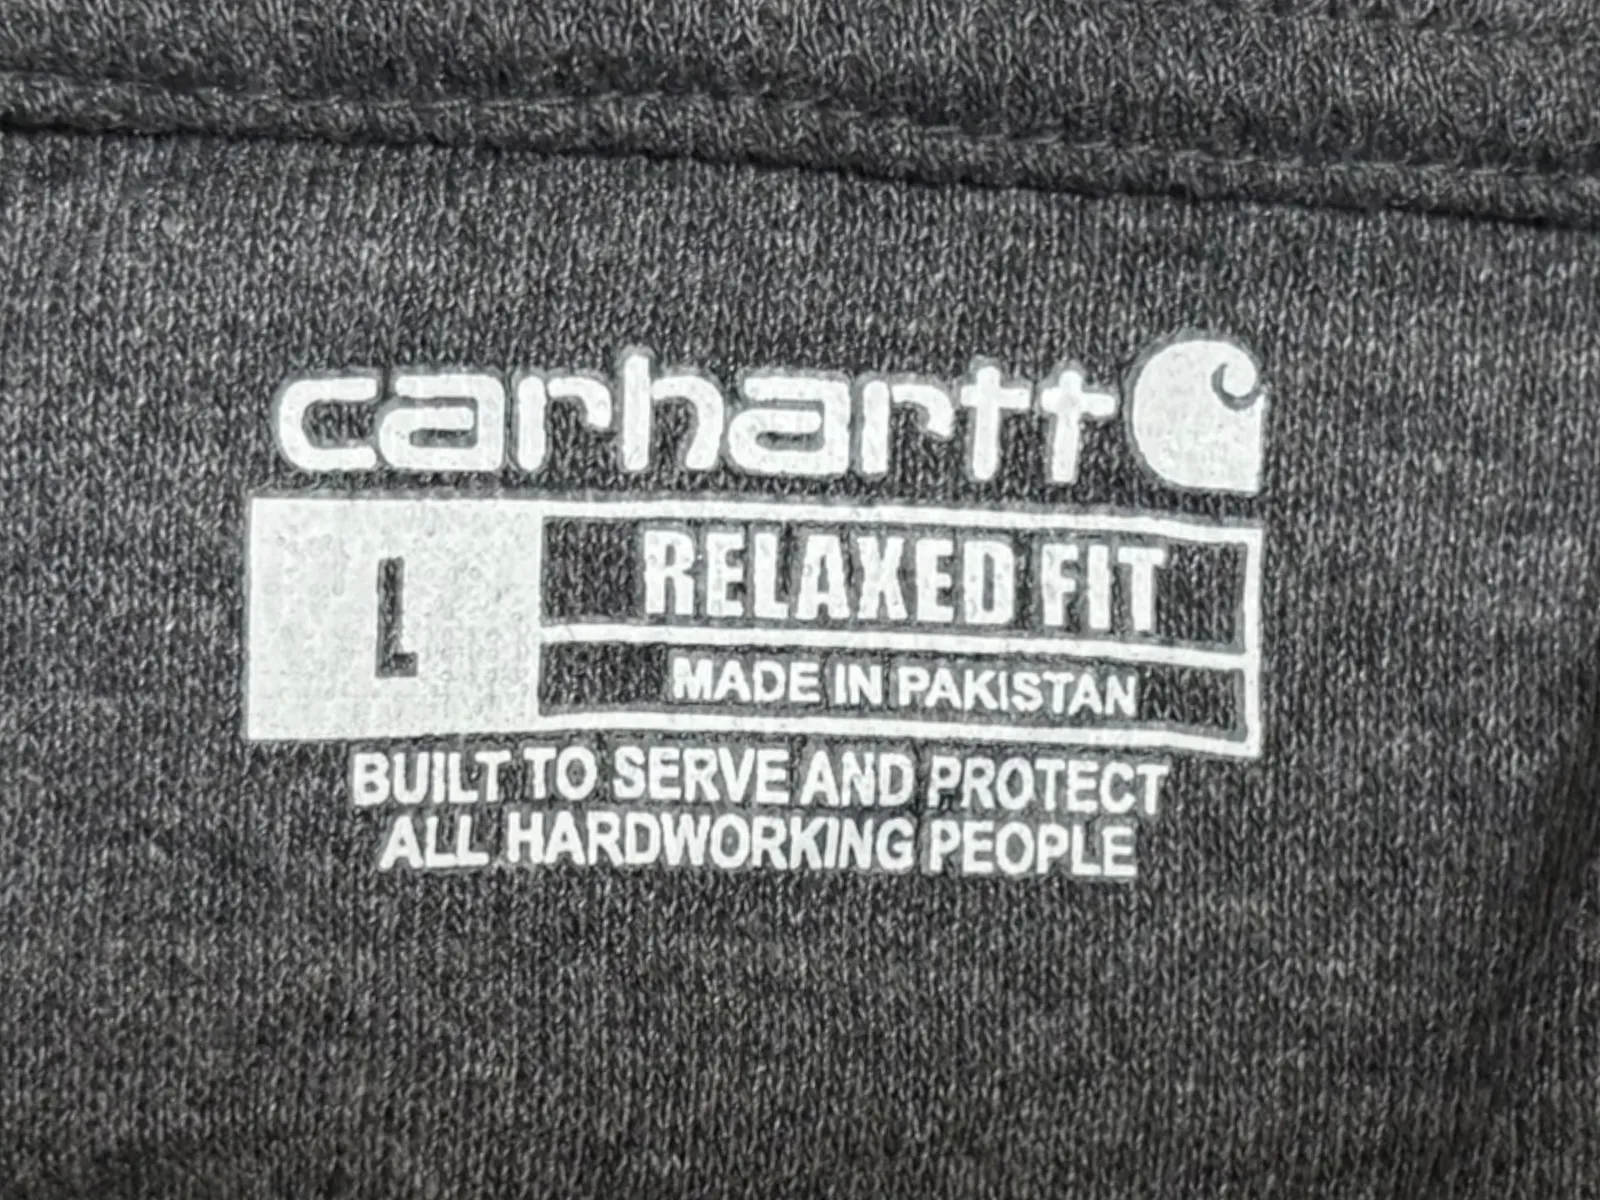 carhartt
L
RELAXED FIT
MADE IN PAKISTAN
BUILT TO SERVE AND PROTECT
ALL HARDWORKING PEOPLE